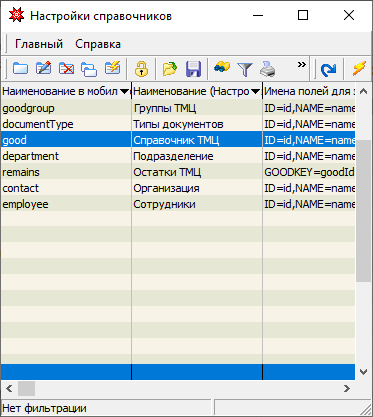 Настройки справочников
Главный Справка
»
Наименование в мобил Наименование (Настро Имена полей для з
goodgroup Группы ТМЦ ID=id,NAME=name
documentType Типы документов ID=id,NAME=name
good Справочник ТМЦ ID=id,NAME=name
department Подразделение ID=id,NAME=name
remains Остатки ТМЦ GOODKEY=goodId
contact Организация ID=id,NAME=name
employee Сотрудники ID=id,NAME=name
Нет фильтрации